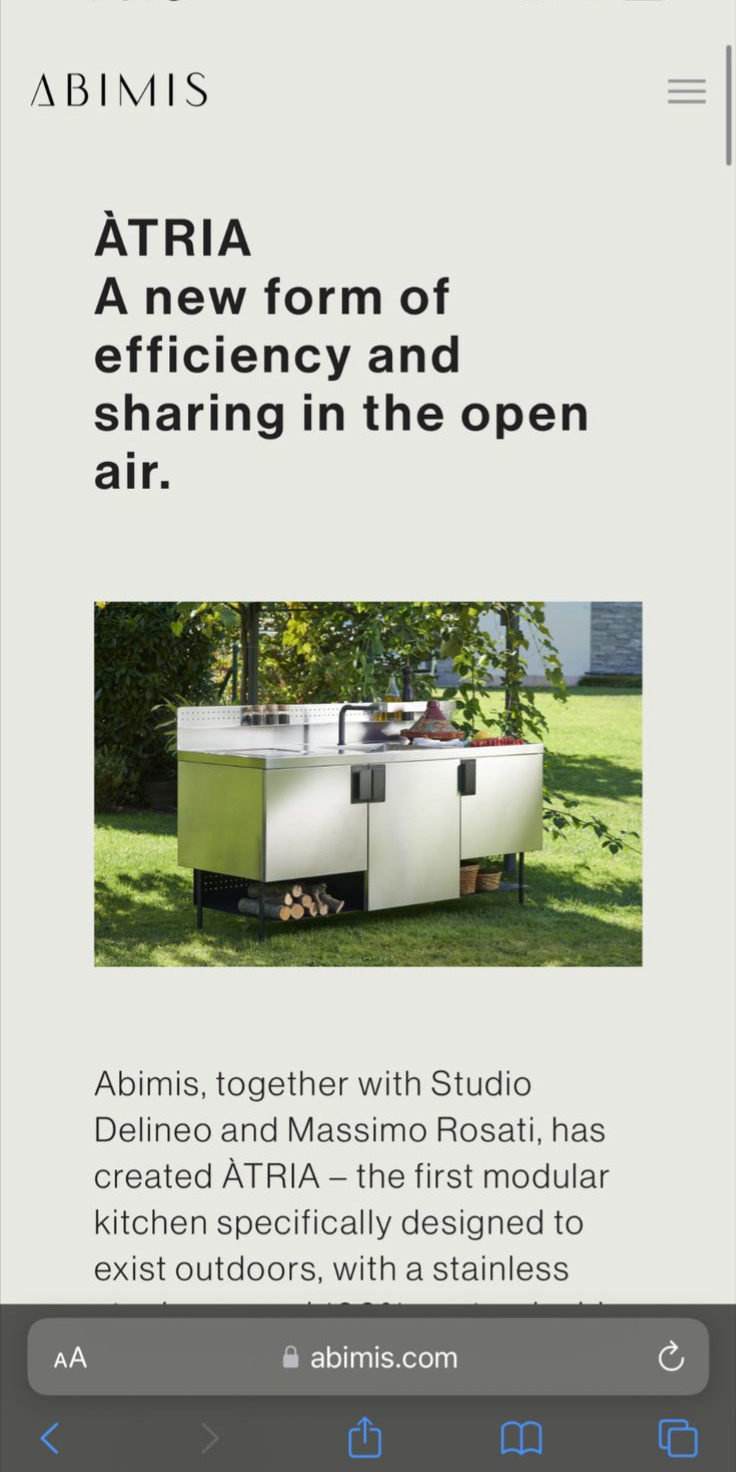 ABIMIS
ÀTRIA
A new form of
efficiency and
sharing in the open
air.
Abimis, together with Studio
Delineo and Massimo Rosati, has
created ÀTRIA – the first modular
kitchen specifically designed to
exist outdoors, with a stainless
AA
abimis.com